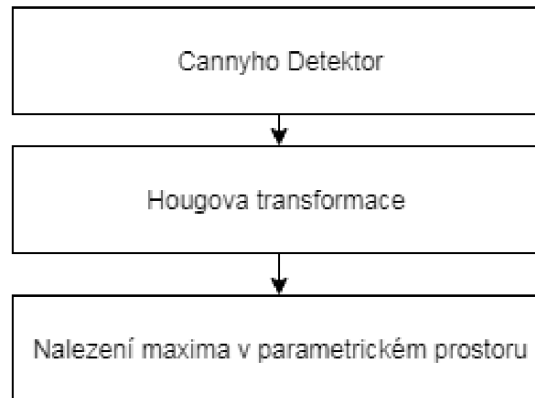 Cannyho Detektor
Hougova transformace
Nalezení maxima v parametrickém prostoru